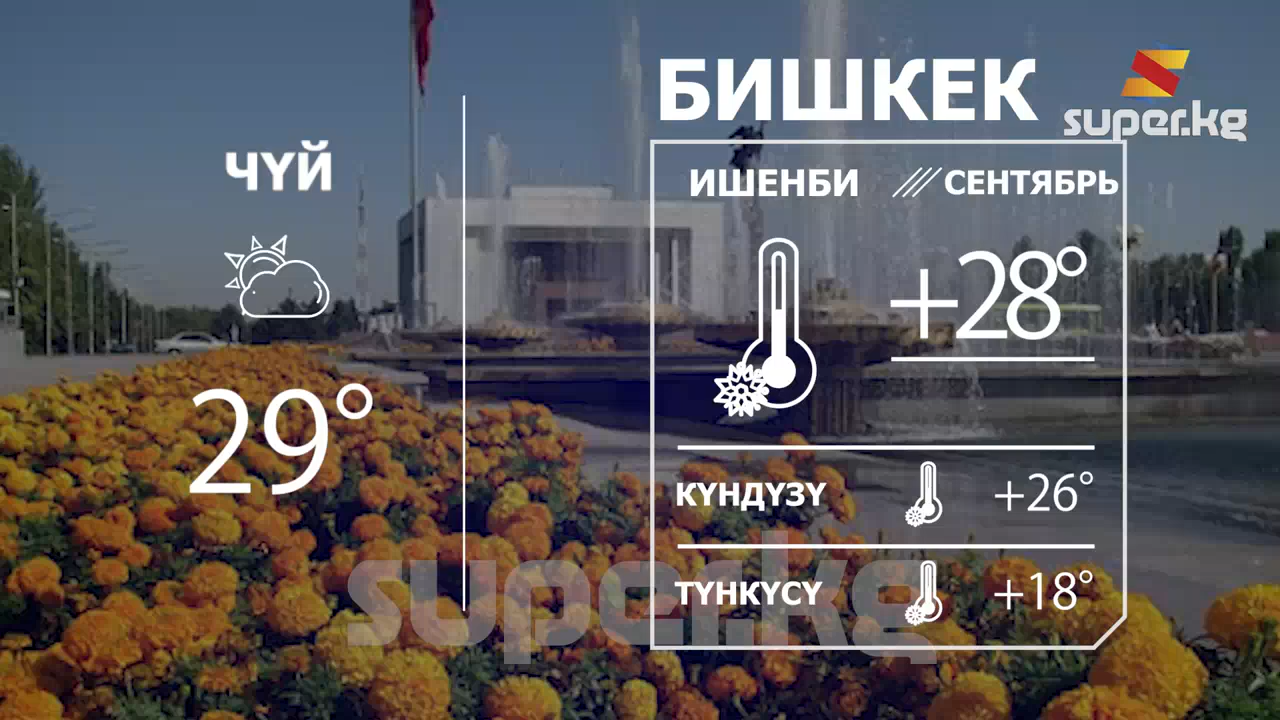 БИШКЕК
super.kg
ЧҮЙ
ИШЕНБИ /// СЕНТЯБРЬ
+28°
29°
КҮНДҮЗҮ +26°
ТҮНКҮСҮ +18°
super.kg